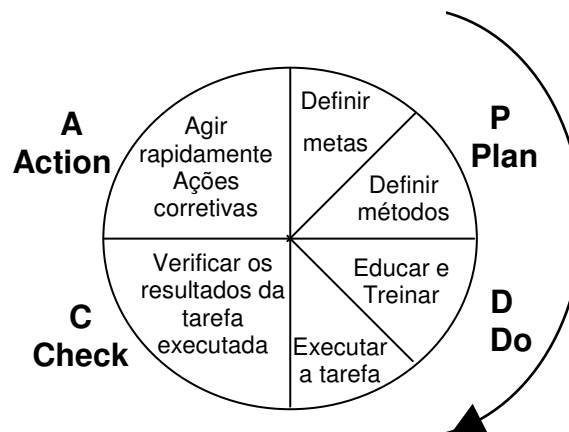 A
Action
Agir
rapidamente
Ações
corretivas
Definir
metas
P
Plan
Definir
métodos
Verificar os
resultados da
tarefa
executada
C
Check
Educar e
Treinar
Executar
a tarefa
D
Do